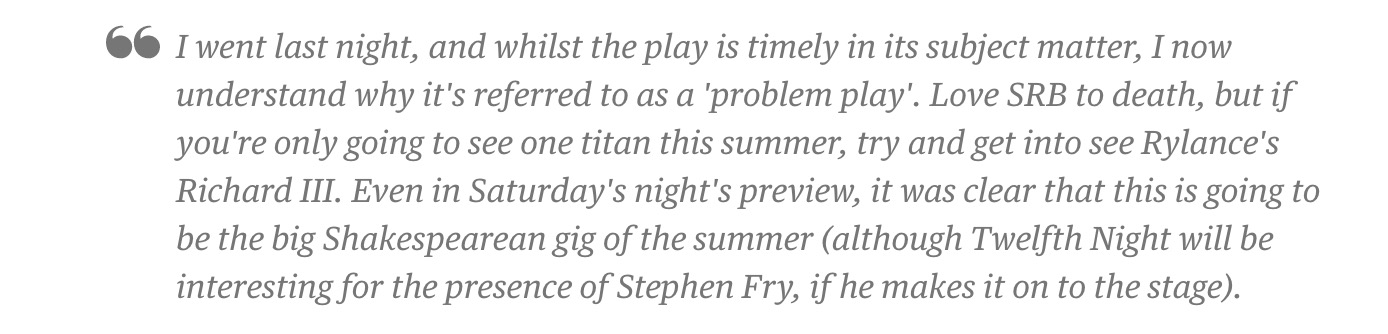 ❝ I went last night, and whilst the play is timely in its subject matter, I now
understand why it's referred to as a 'problem play'. Love SRB to death, but if
you're only going to see one titan this summer, try and get into see Rylance's
Richard III. Even in Saturday's night's preview, it was clear that this is going to
be the big Shakespearean gig of the summer (although Twelfth Night will be
interesting for the presence of Stephen Fry, if he makes it on to the stage).